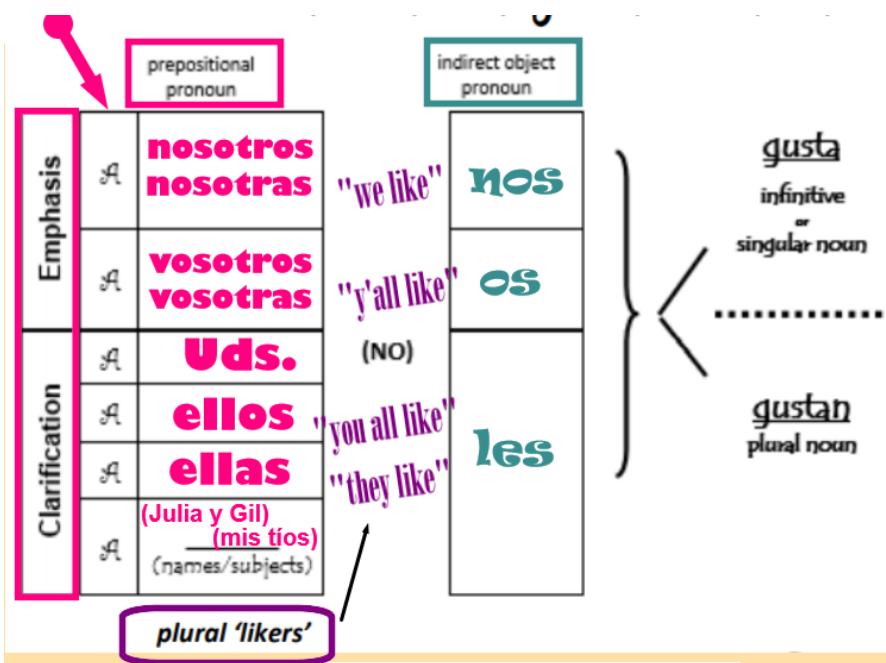 prepositional
pronoun
indirect object
pronoun
Emphasis
A
nosotros
nosotras
"we like"
nos
A
vosotros
vosotras
"y'all like"
os
Clarification
A
Uds.
(NO)
A
ellos
"you all like"
A
ellas
"they like"
les
A
(Julia y Gil)
(mis tíos)
(names/subjects)
plural 'likers'
gusta
infinitive
or
singular noun
gustan
plural noun